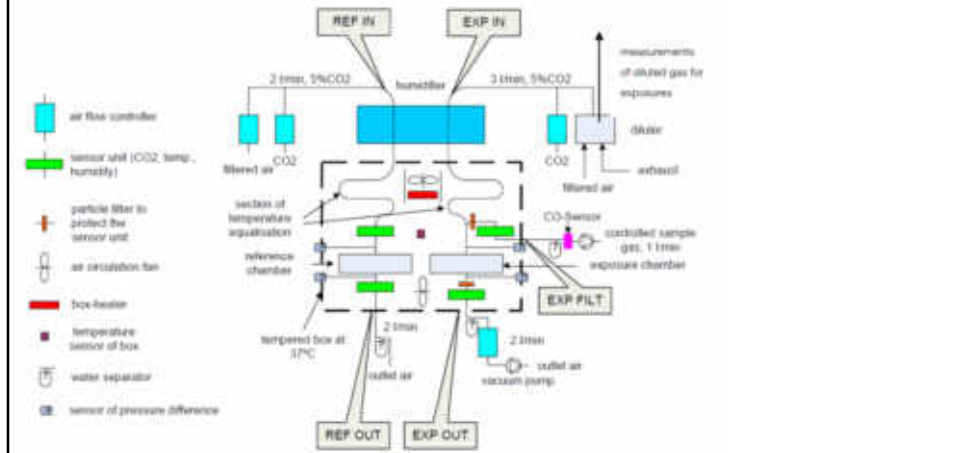 REF IN
EXP IN
measurements
of diluted gas for
exposures
2 l/min, 5%CO2
humidifier
3 l/min, 5%CO2
air flow controller
diluter
CO2
CO2
filtered air
exhaust
filtered air
sensor unit (CO2, temp.,
humidity)
section of
temperature
equalisation
particle filter to
protect the
sensor unit
CO-Sensor
controlled sample
gas, 1 l/min
reference
chamber
exposure chamber
air circulation fan
EXP FILT
box-heater
temperature
sensor of box
tempered box at
37°C
2 l/min
2 l/min
outlet air
outlet air
vacuum pump
water separator
sensor of pressure difference
REF OUT
EXP OUT